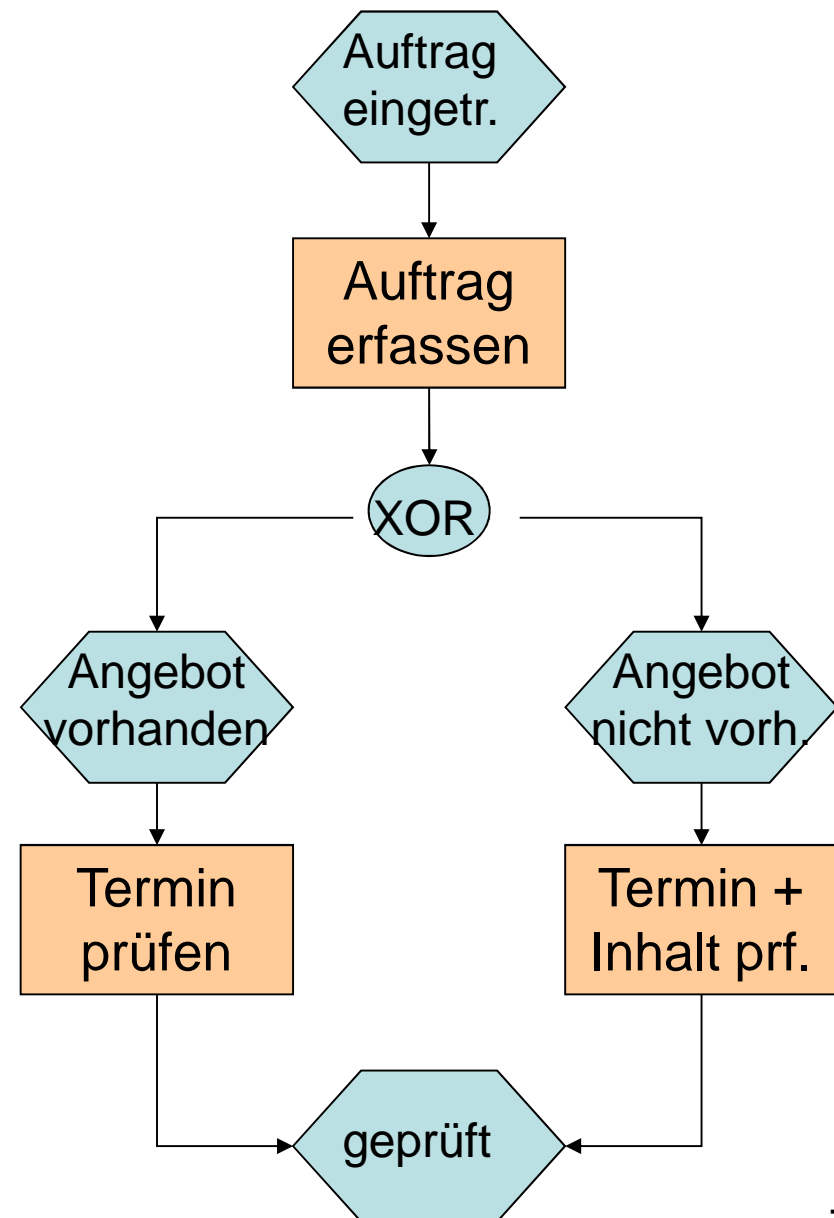 Auftrag
eingetr.
Auftrag
erfassen
XOR
Angebot
vorhanden
Angebot
nicht vorh.
Termin
prüfen
Termin +
Inhalt prf.
geprüft